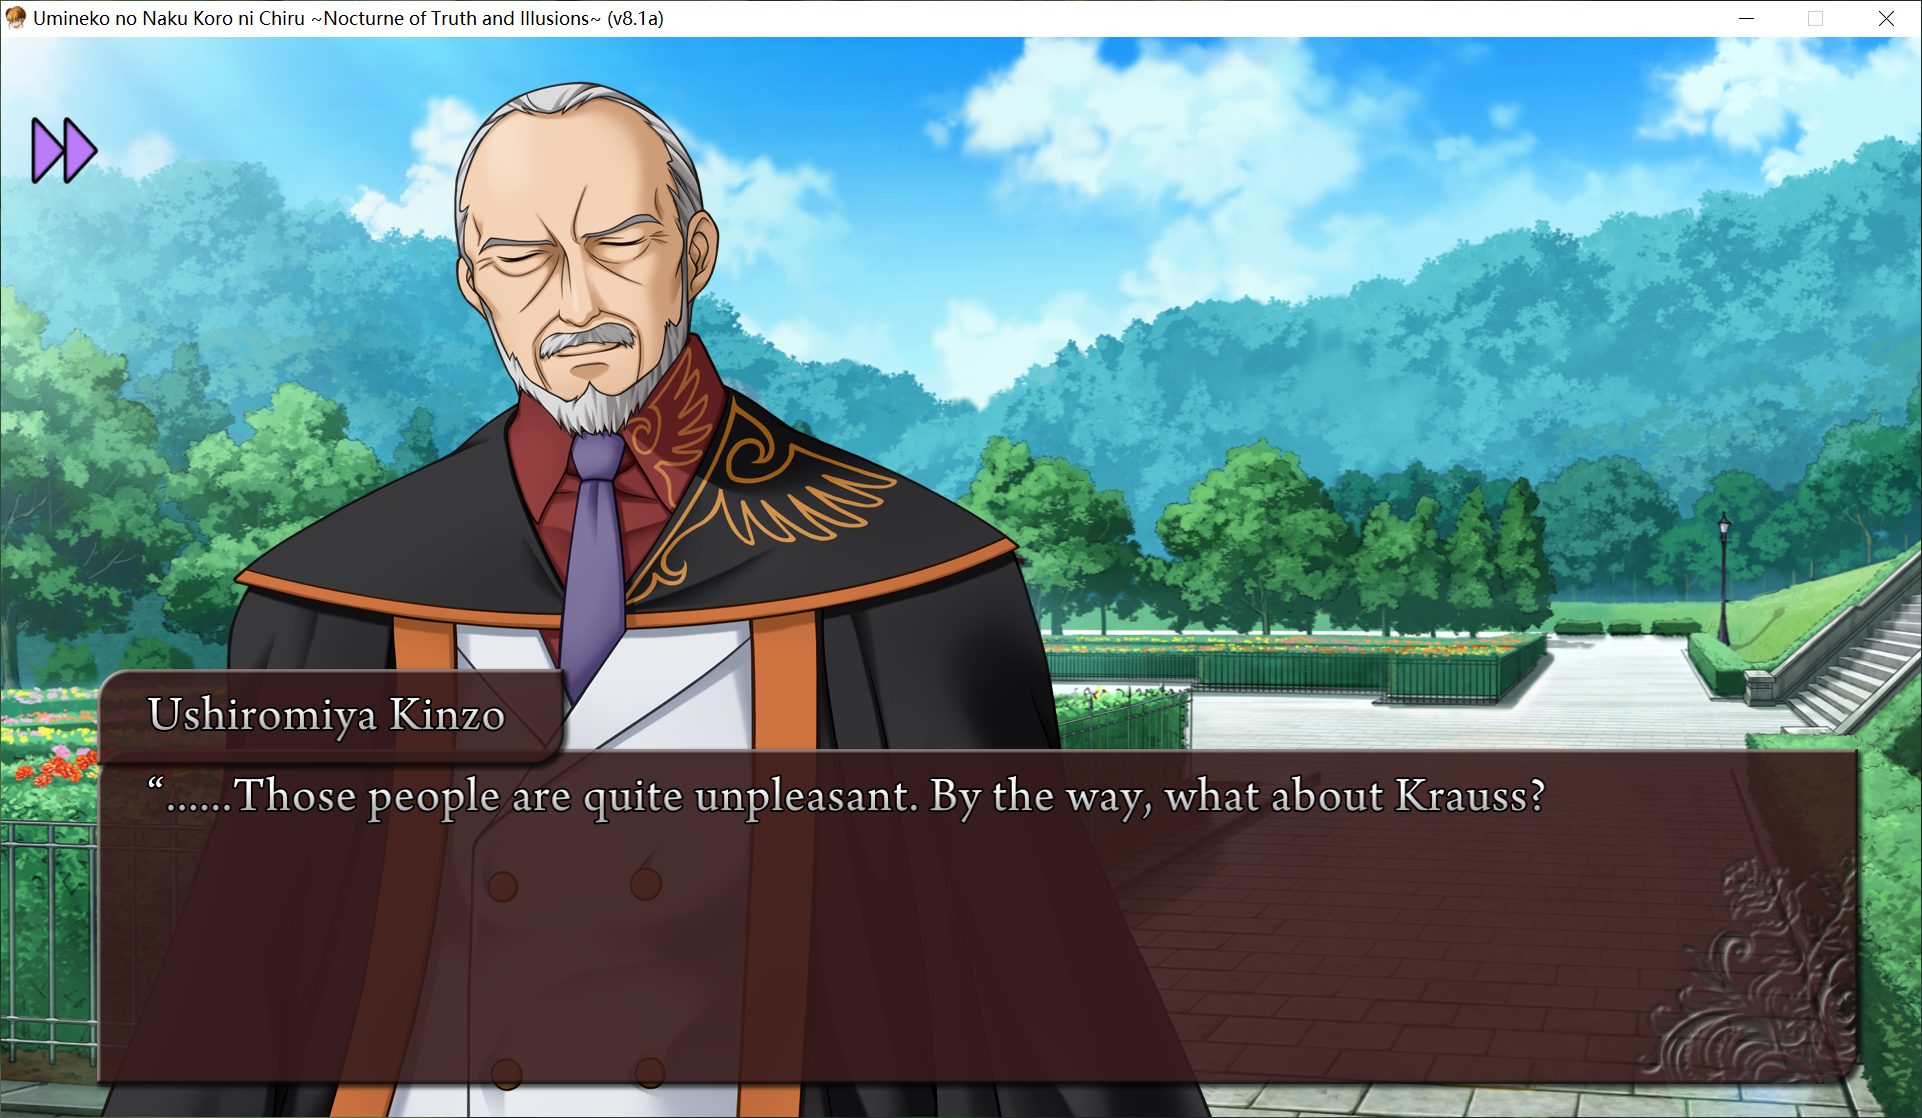 Umineko no Naku Koro ni Chiru ~Nocturne of Truth and Illusions~ (v8.1a)
Ushiromiya Kinzo
“......Those people are quite unpleasant. By the way, what about Krauss?